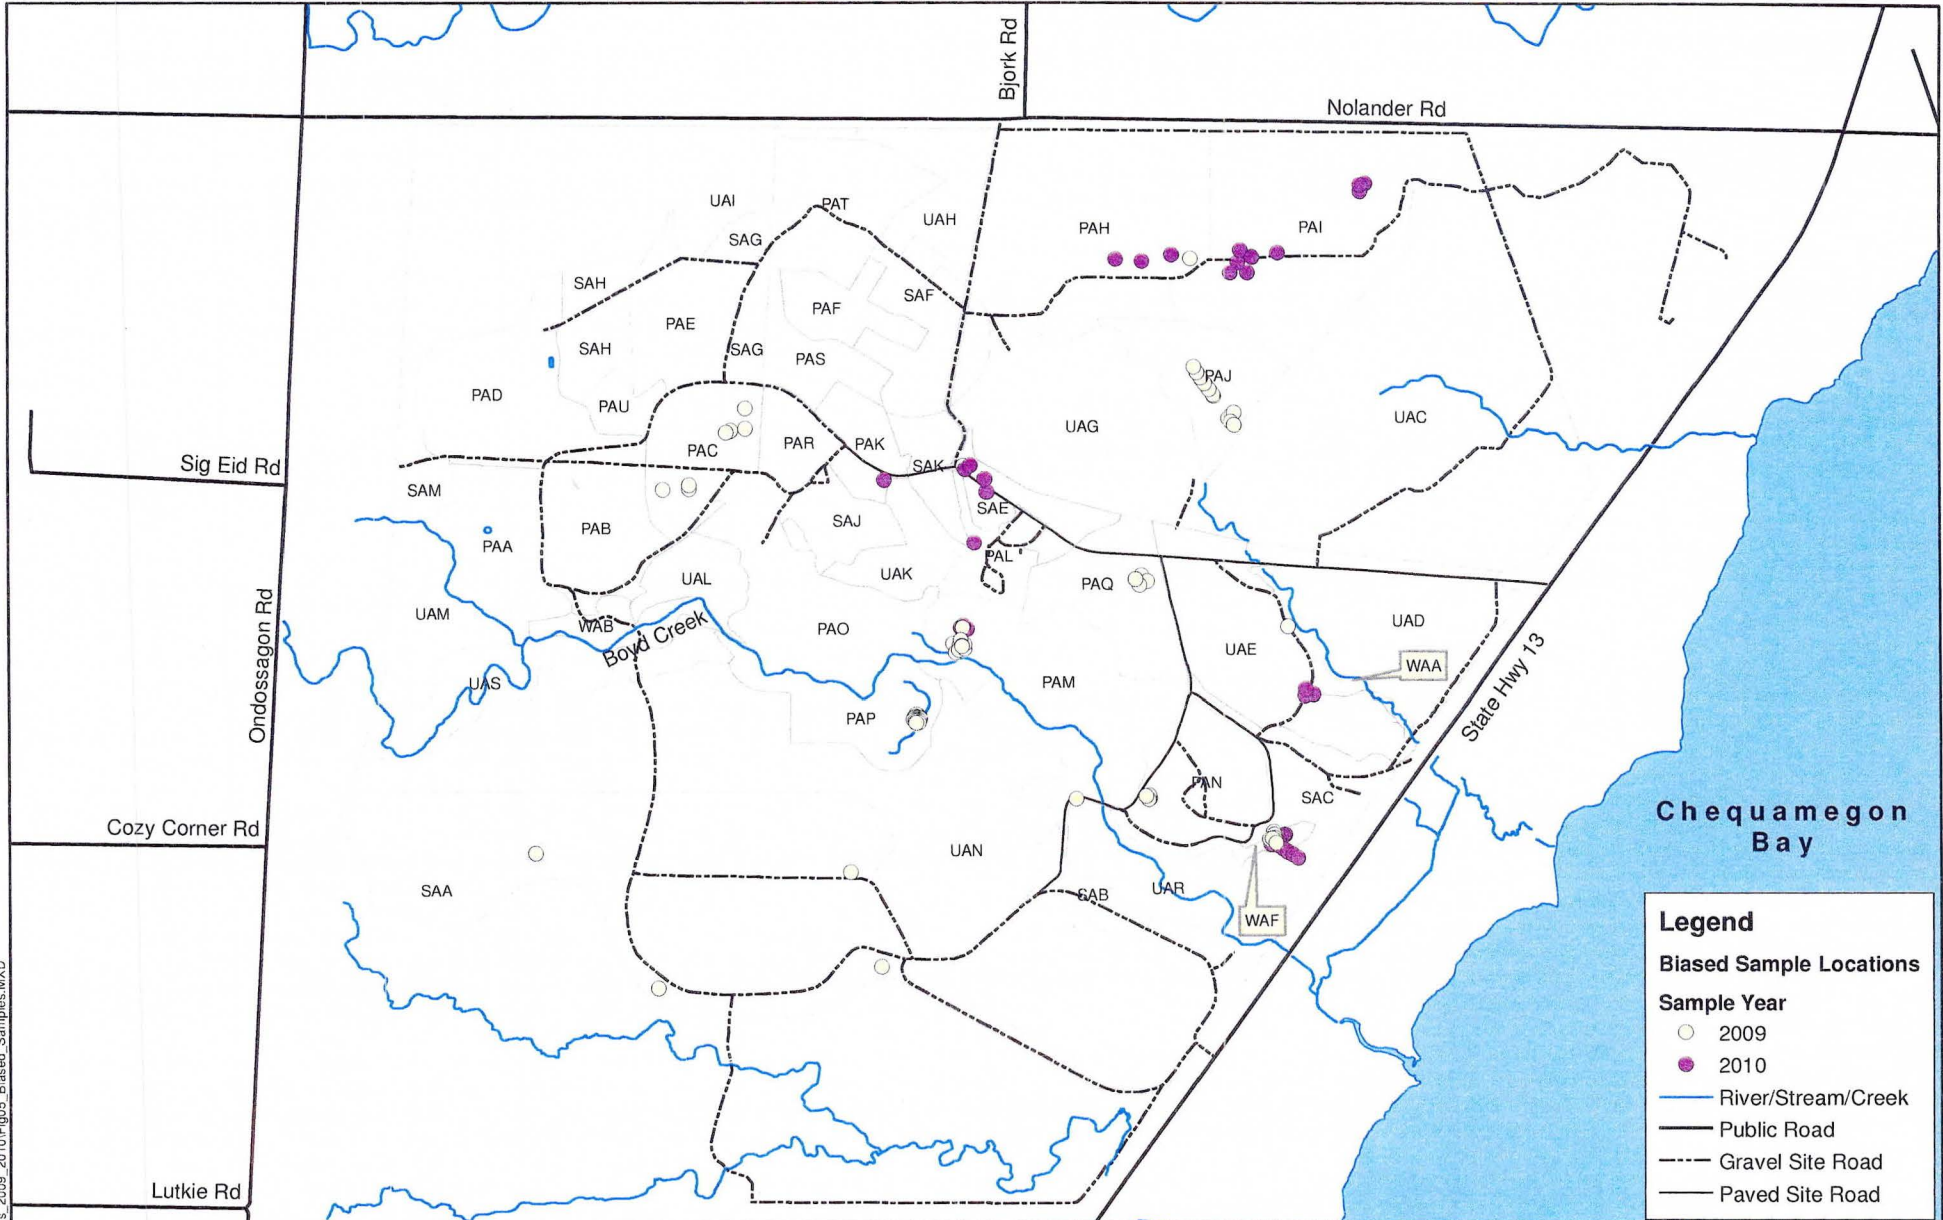 Bjork Rd
Nolander Rd
UAI
PAT
UAH
PAH
PAI
SAG
SAH
SAF
PAF
PAE
SAH
SAG
PAS
PAJ
PAD
PAU
UAG
UAC
PAC
PAR
PAK
SAK
Sig Eid Rd
SAM
PAB
SAJ
SAE
PAA
PAL
UAL
UAK
PAQ
Ondossagon Rd
UAM
WAB
Boyd Creek
PAO
UAD
UAE
WAA
State Hwy 13
UAS
PAM
PAP
PAN
SAC
Chequamegon
Bay
Cozy Corner Rd
UAN
SAA
SAB
UAR
WAF
Legend
Biased Sample Locations
Sample Year
2009
2010
River/Stream/Creek
Public Road
Gravel Site Road
Paved Site Road
Lutkie Rd
s_2009_2010\Fig05_Biased_Samples.MXD